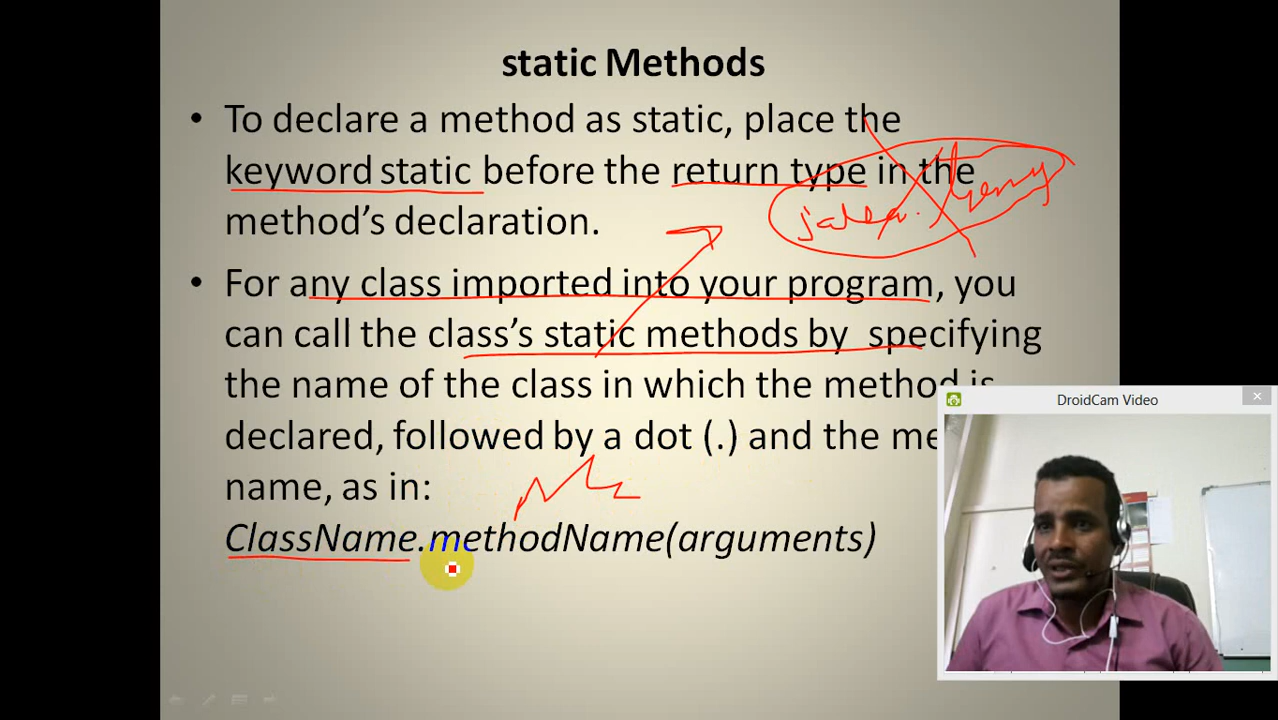 static Methods
• To declare a method as static, place the
keyword static before the return type in the
method's declaration.
• For any class imported into your program, you
can call the class's static methods by specifying
the name of the class in which the method is
declared, followed by a dot (.) and the me
name, as in:
ClassName.methodName(arguments)
DroidCam Video